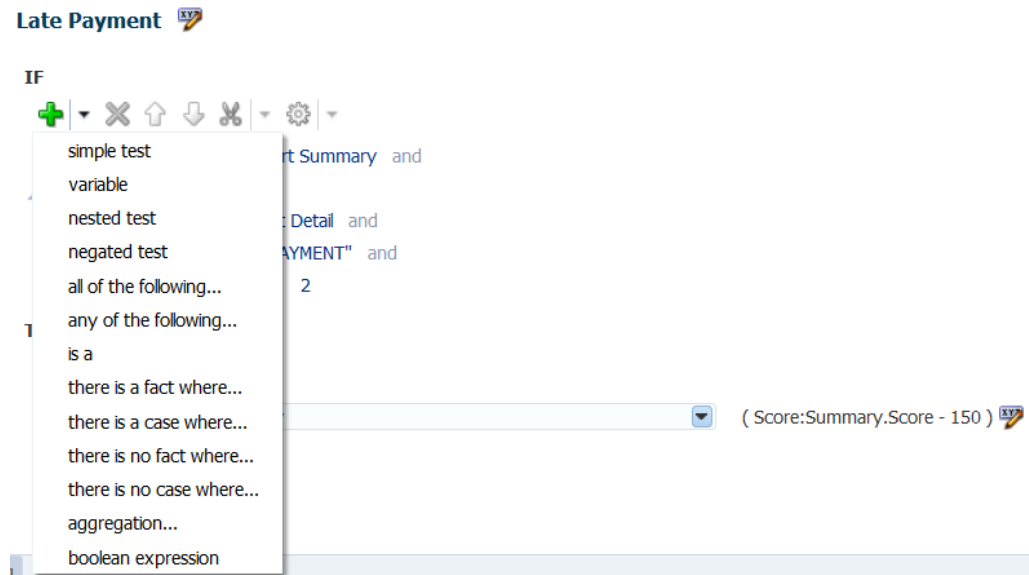 Late Payment
IF
simple test
rt Summary and
variable
nested test
t Detail and
negated test
AYMENT" and
all of the following...
2
any of the following...
T
is a
there is a fact where...
there is a case where...
( Score:Summary.Score - 150 )
there is no fact where...
there is no case where...
aggregation...
boolean expression